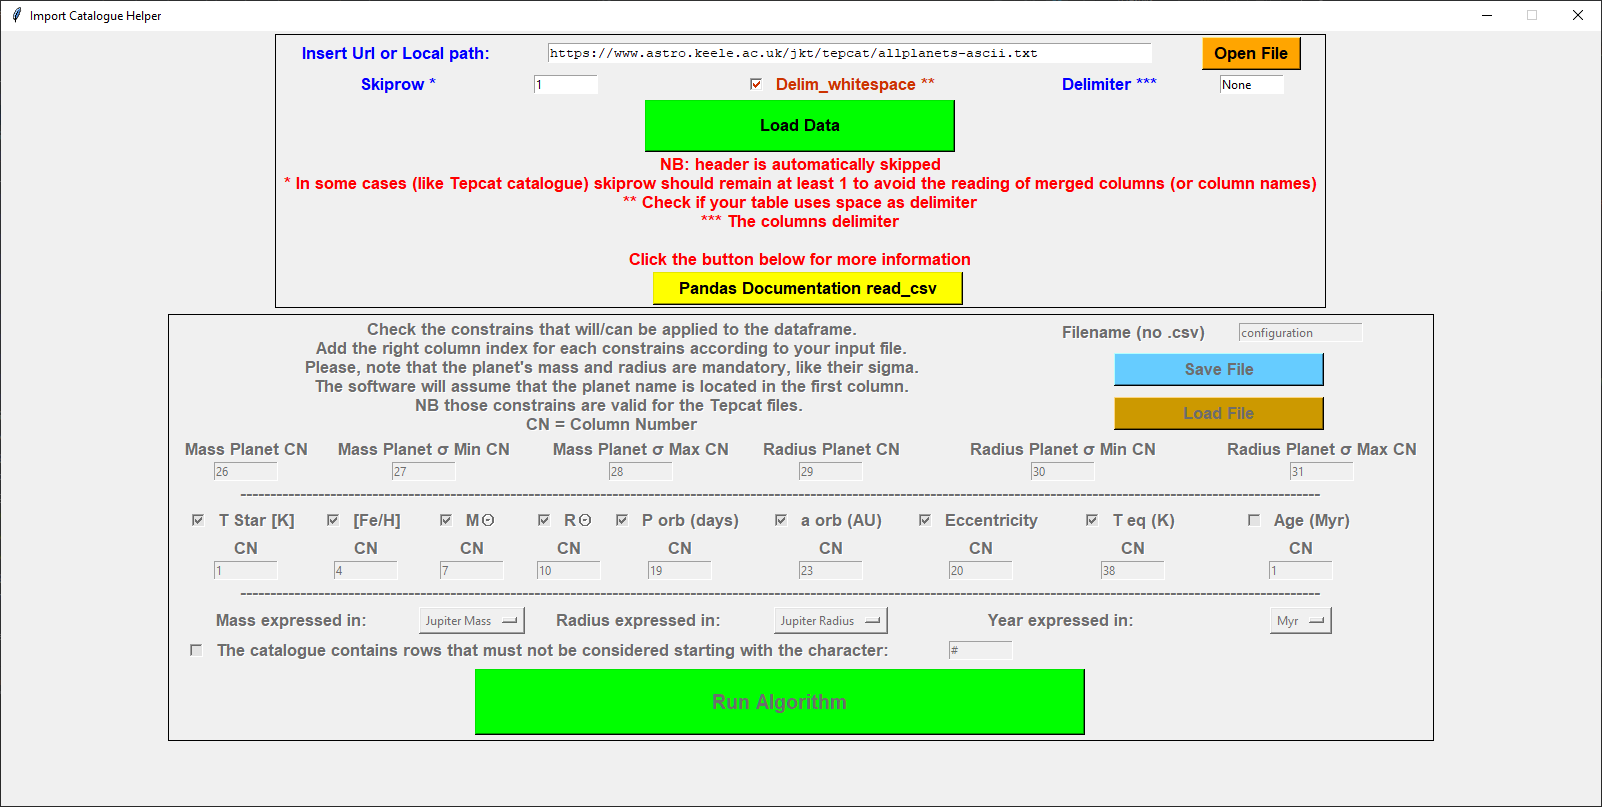 Import Catalogue Helper
Insert Url or Local path: https://www.astro.keele.ac.uk/jkt/tepcat/allplanets-ascii.txt Open File
Skiprow * 1 Delim_whitespace ** Delimiter *** None
Load Data
NB: header is automatically skipped
* In some cases (like Tepcat catalogue) skiprow should remain at least 1 to avoid the reading of merged columns (or column names)
** Check if your table uses space as delimiter
*** The columns delimiter
Click the button below for more information
Pandas Documentation read_csv
Check the constrains that will/can be applied to the dataframe.
Add the right column index for each constrains according to your input file.
Please, note that the planet's mass and radius are mandatory, like their sigma.
The software will assume that the planet name is located in the first column.
NB those constrains are valid for the Tepcat files.
CN = Column Number
Filename (no .csv) configuration
Save File
Load File
Mass Planet CN Mass Planet σ Min CN Mass Planet σ Max CN Radius Planet CN Radius Planet σ Min CN Radius Planet σ Max CN
26 27 28 29 30 31
T Star [K] [Fe/H] M⊙ R⊙ P orb (days) a orb (AU) Eccentricity T eq (K) Age (Myr)
CN CN CN CN CN CN CN CN CN
1 4 7 10 19 23 20 38 1
Mass expressed in: Jupiter Mass Radius expressed in: Jupiter Radius Year expressed in: Myr
The catalogue contains rows that must not be considered starting with the character: #
Run Algorithm